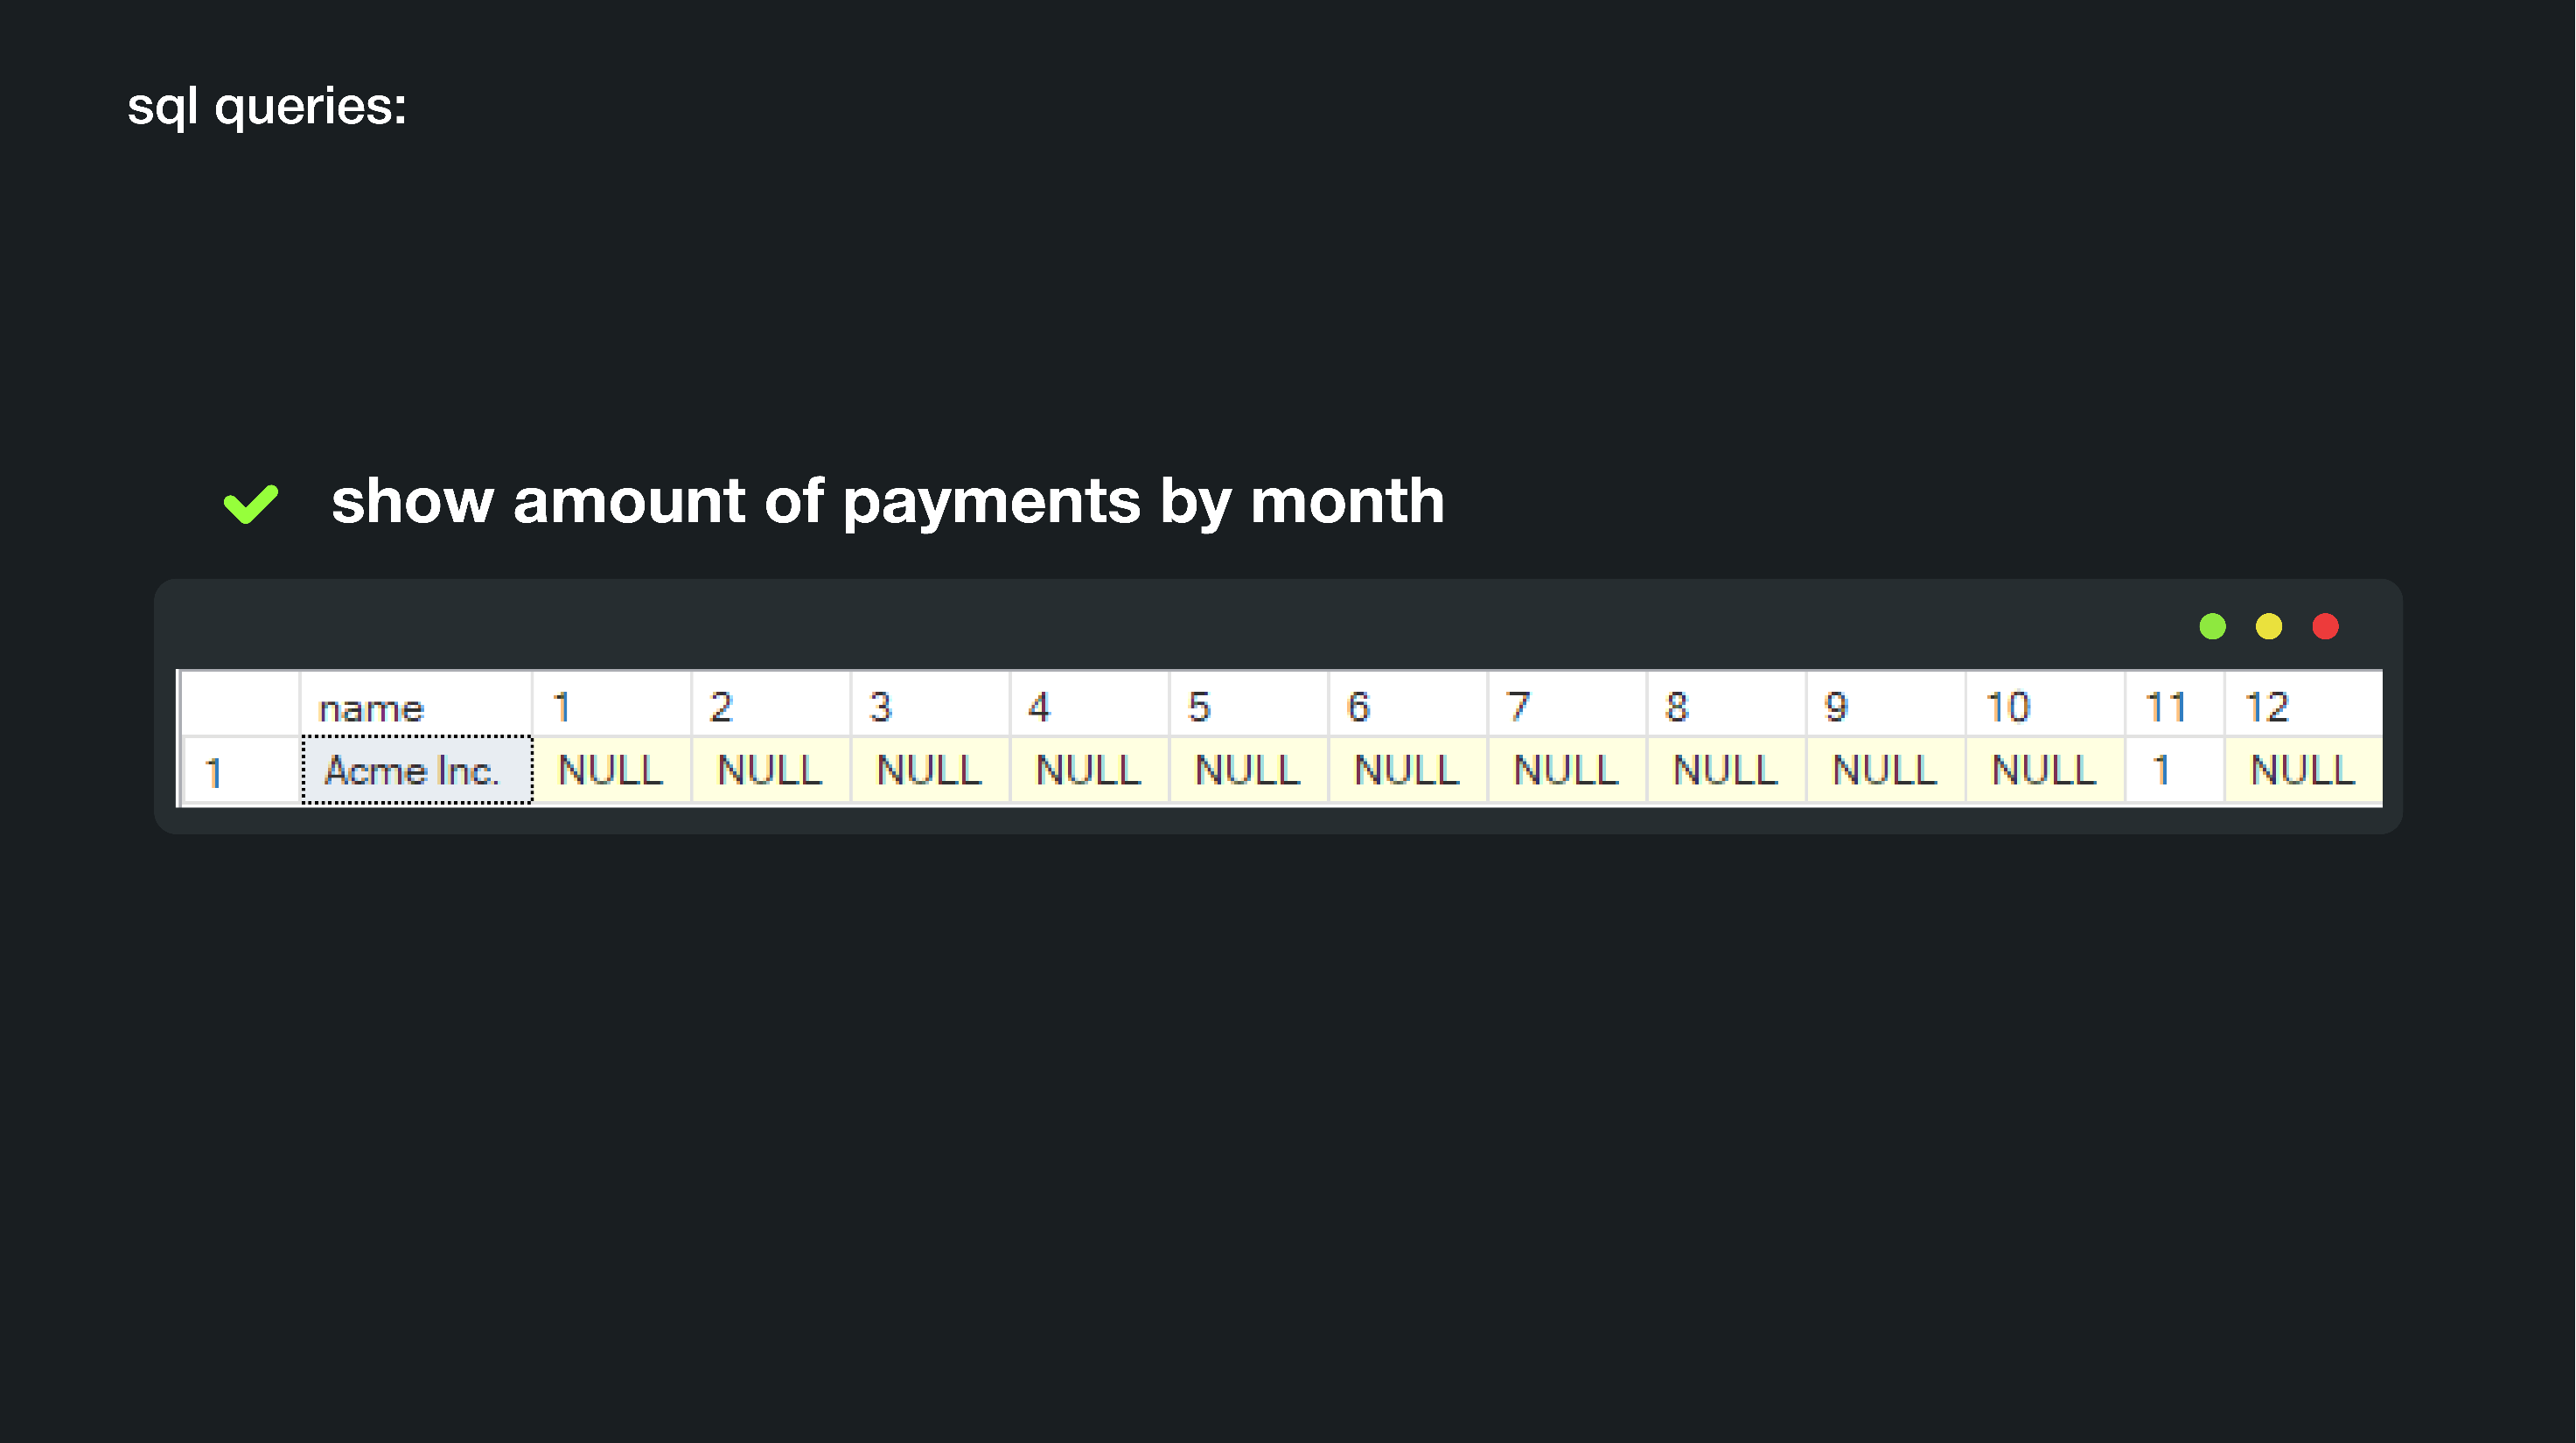 sql queries:
show amount of payments by month
name 1 2 3 4 5 6 7 8 9 10 11 12
1 Acme Inc. NULL NULL NULL NULL NULL NULL NULL NULL NULL NULL 1 NULL